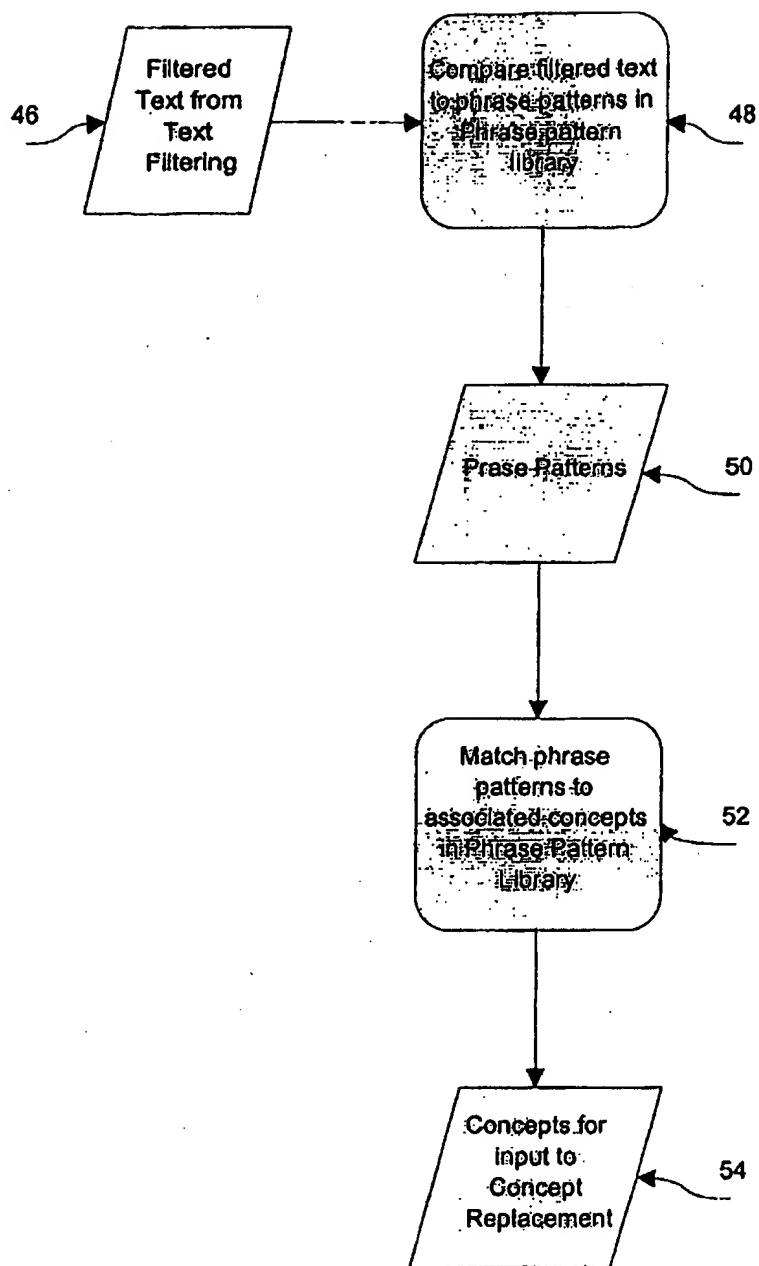 Filtered
Text from
Text
Filtering
46
Compare filtered text
to phrase patterns in
Phrase pattern
library
48
Prase Patterns
50
Match phrase
patterns to
associated concepts
in Phrase Pattern
Library
52
Concepts for
input to
Concept
Replacement
54